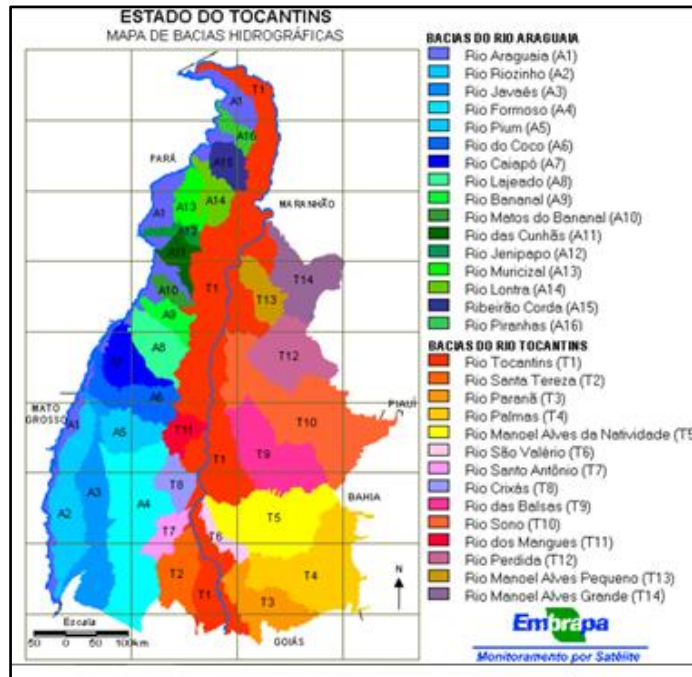 ESTADO DO TOCANTINS
MAPA DE BACIAS HIDROGRÁFICAS
PARÁ
MARANHÃO
MATO
GROSSO
PIAUÍ
BAHIA
GOIÁS
T1
A1
A16
A15
A14
A13
A1
A12
A11
T1
T14
T13
A10
A9
A8
T12
A6
A1
A5
T11
T10
T9
T1
A2
A3
A4
T8
T7
T6
T5
T2
T1
T3
T4
N
Escala
50 0 50 100km
BACIAS DO RIO ARAGUAIA
Rio Araguaia (A1)
Rio Riozinho (A2)
Rio Javaés (A3)
Rio Formoso (A4)
Rio Pium (A5)
Rio do Coco (A6)
Rio Caiapó (A7)
Rio Lajeado (A8)
Rio Bananal (A9)
Rio Matos do Bananal (A10)
Rio das Cunhãs (A11)
Rio Jenipapo (A12)
Rio Muricizal (A13)
Rio Lontra (A14)
Ribeirão Corda (A15)
Rio Piranhas (A16)
BACIAS DO RIO TOCANTINS
Rio Tocantins (T1)
Rio Santa Tereza (T2)
Rio Paranã (T3)
Rio Palmas (T4)
Rio Manoel Alves da Natividade (T5
Rio São Valério (T6)
Rio Santo Antônio (T7)
Rio Crixás (T8)
Rio das Balsas (T9)
Rio Sono (T10)
Rio dos Mangues (T11)
Rio Perdida (T12)
Rio Manoel Alves Pequeno (T13)
Rio Manoel Alves Grande (T14)
Embrapa
Monitoramento por Satélite